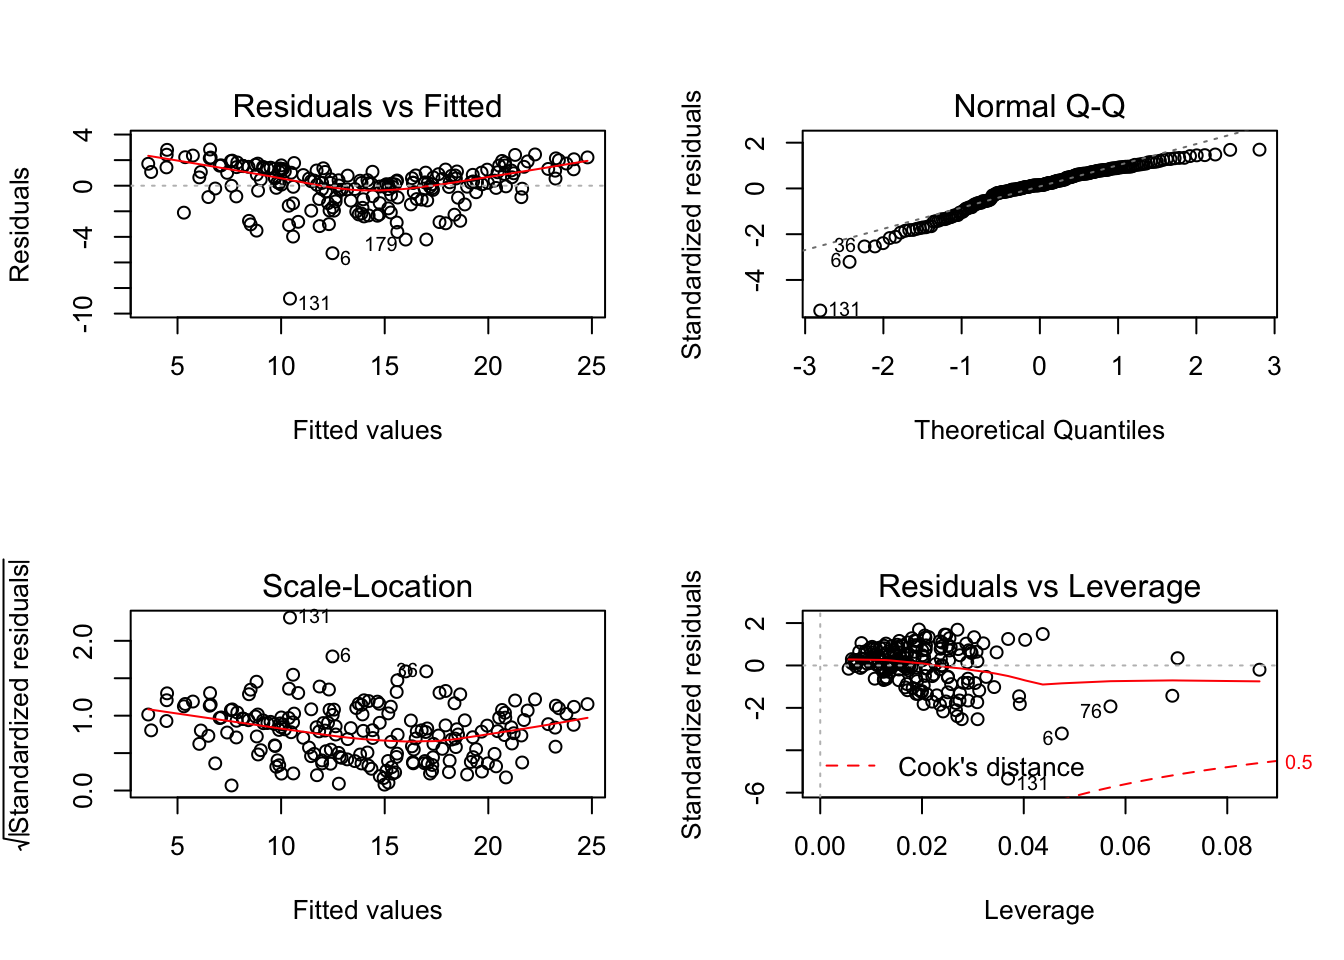 Residuals vs Fitted
Residuals
4
0
-4
-10
179
6
131
5 10 15 20 25
Fitted values
Normal Q-Q
Standardized residuals
2
0
-2
-4
36
6
131
-3 -2 -1 0 1 2 3
Theoretical Quantiles
Scale-Location
√|Standardized residuals|
2.0
1.0
0.0
131
6
36
5 10 15 20 25
Fitted values
Residuals vs Leverage
Standardized residuals
2
0
-2
-6
76
6
131
Cook's distance
0.5
0.00 0.02 0.04 0.06 0.08
Leverage